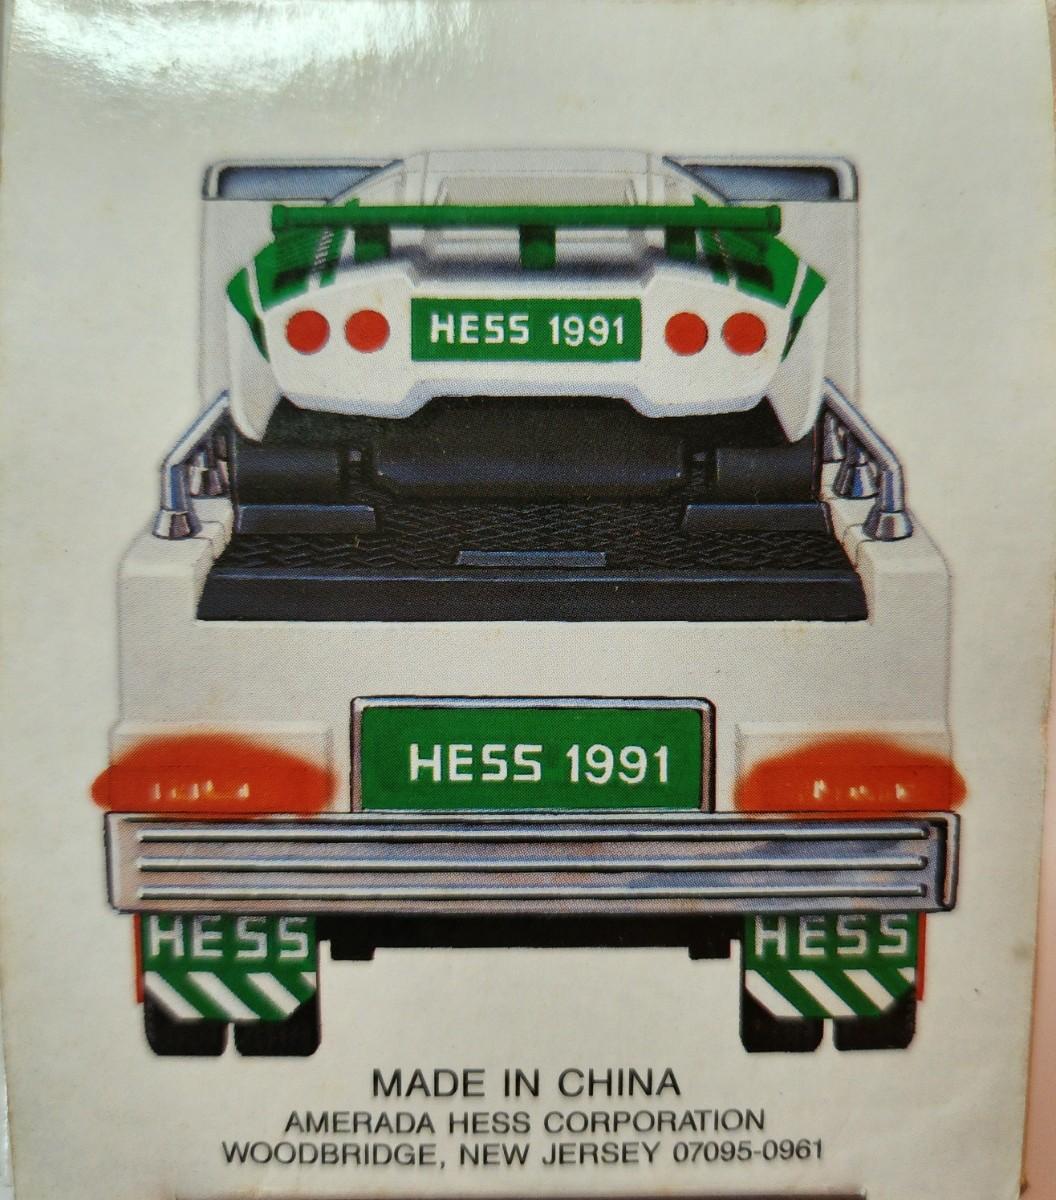 HESS 1991
HESS 1991
HESS HESS
MADE IN CHINA
AMERADA HESS CORPORATION
WOODBRIDGE, NEW JERSEY 07095-0961